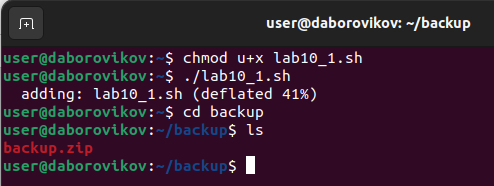 user@daborovikov: ~/backup
user@daborovikov:~$ chmod u+x lab10_1.sh
user@daborovikov:~$ ./lab10_1.sh
  adding: lab10_1.sh (deflated 41%)
user@daborovikov:~$ cd backup
user@daborovikov:~/backup$ ls
backup.zip
user@daborovikov:~/backup$